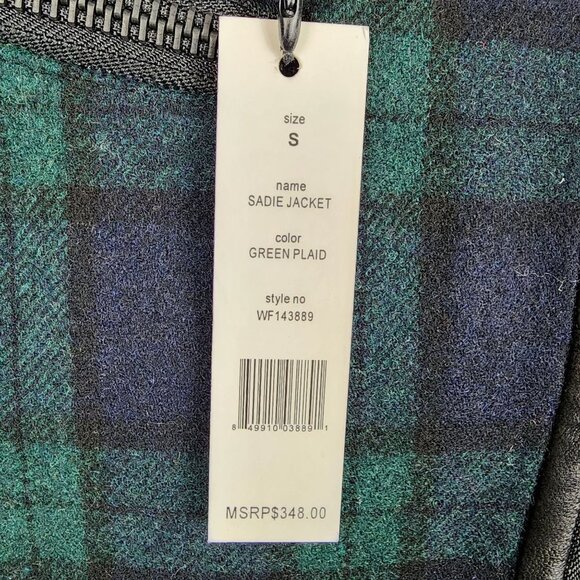 size
S
name
SADIE JACKET
color
GREEN PLAID
style no
WF143889
8 49910 03889 1
MSRP$348.00